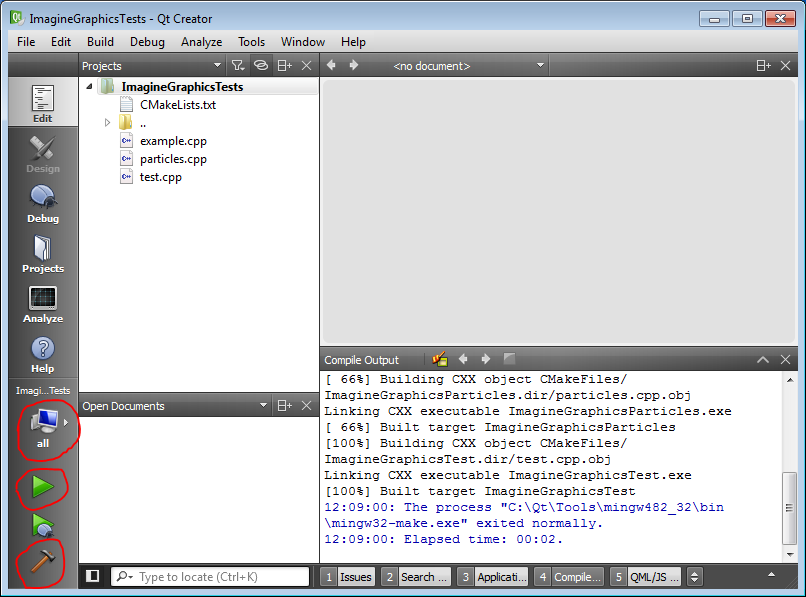 ImagineGraphicsTests - Qt Creator
File Edit Build Debug Analyze Tools Window Help
Projects
<no document>
Edit
Design
Debug
Projects
Analyze
Help
Imagi...Tests
all
ImagineGraphicsTests
CMakeLists.txt
..
example.cpp
particles.cpp
test.cpp
Open Documents
Compile Output
[ 66%] Building CXX object CMakeFiles/
ImagineGraphicsParticles.dir/particles.cpp.obj
Linking CXX executable ImagineGraphicsParticles.exe
[ 66%] Built target ImagineGraphicsParticles
[100%] Building CXX object CMakeFiles/
ImagineGraphicsTest.dir/test.cpp.obj
Linking CXX executable ImagineGraphicsTest.exe
[100%] Built target ImagineGraphicsTest
12:09:00: The process "C:\Qt\Tools\mingw482_32\bin
\mingw32-make.exe" exited normally.
12:09:00: Elapsed time: 00:02.
Type to locate (Ctrl+K)
1 Issues 2 Search ... 3 Applicati... 4 Compile... 5 QML/JS ...